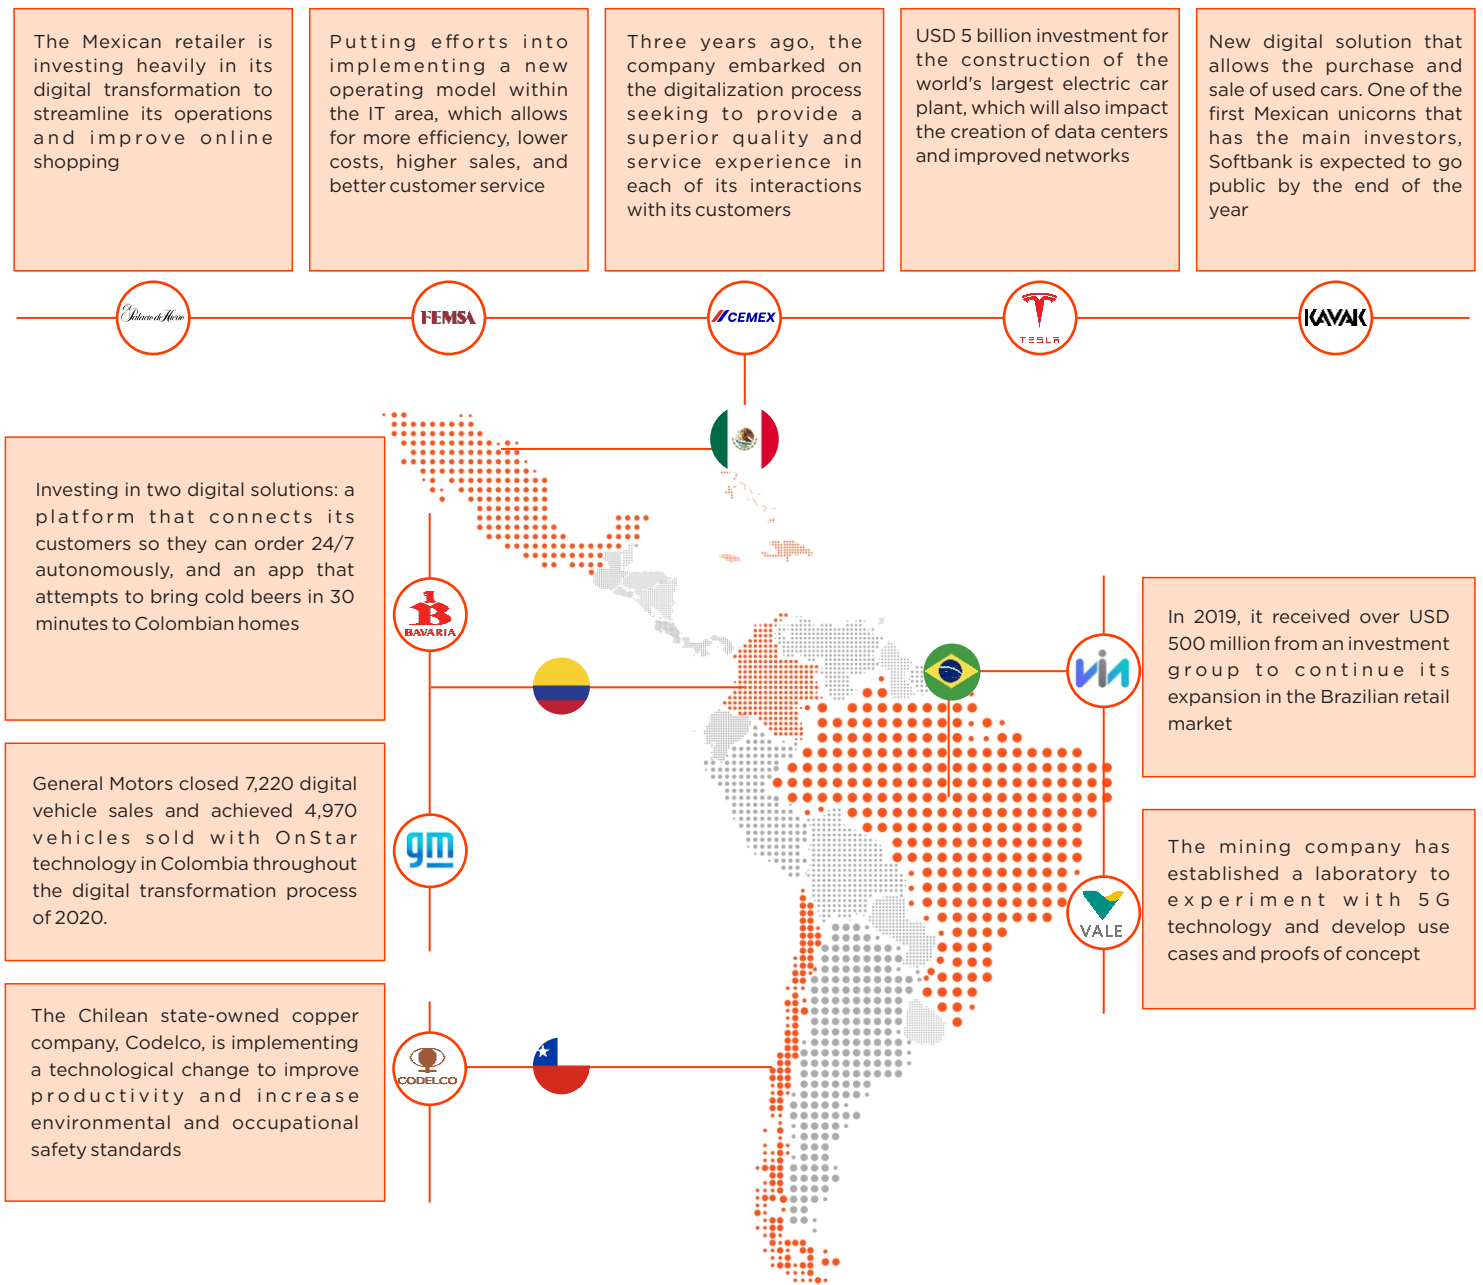 The Mexican retailer is
investing heavily in its
digital transformation to
streamline its operations
and improve online
shopping
Putting efforts into
implementing a new
operating model within
the IT area, which allows
for more efficiency, lower
costs, higher sales, and
better customer service
Three years ago, the
company embarked on
the digitalization process
seeking to provide a
superior quality and
service experience in
each of its interactions
with its customers
USD 5 billion investment for
the construction of the
world's largest electric car
plant, which will also impact
the creation of data centers
and improved networks
New digital solution that
allows the purchase and
sale of used cars. One of the
first Mexican unicorns that
has the main investors,
Softbank is expected to go
public by the end of the
year
El
Palacio de Hierro
FEMSA
CEMEX
TESLA
KAVAK
Investing in two digital solutions: a
platform that connects its
customers so they can order 24/7
autonomously, and an app that
attempts to bring cold beers in 30
minutes to Colombian homes
B
BAVARIA
General Motors closed 7,220 digital
vehicle sales and achieved 4,970
vehicles sold with OnStar
technology in Colombia throughout
the digital transformation process
of 2020.
gm
The Chilean state-owned copper
company, Codelco, is implementing
a technological change to improve
productivity and increase
environmental and occupational
safety standards
CODELCO
via
In 2019, it received over USD
500 million from an investment
group to continue its
expansion in the Brazilian retail
market
VALE
The mining company has
established a laboratory to
experiment with 5G
technology and develop use
cases and proofs of concept